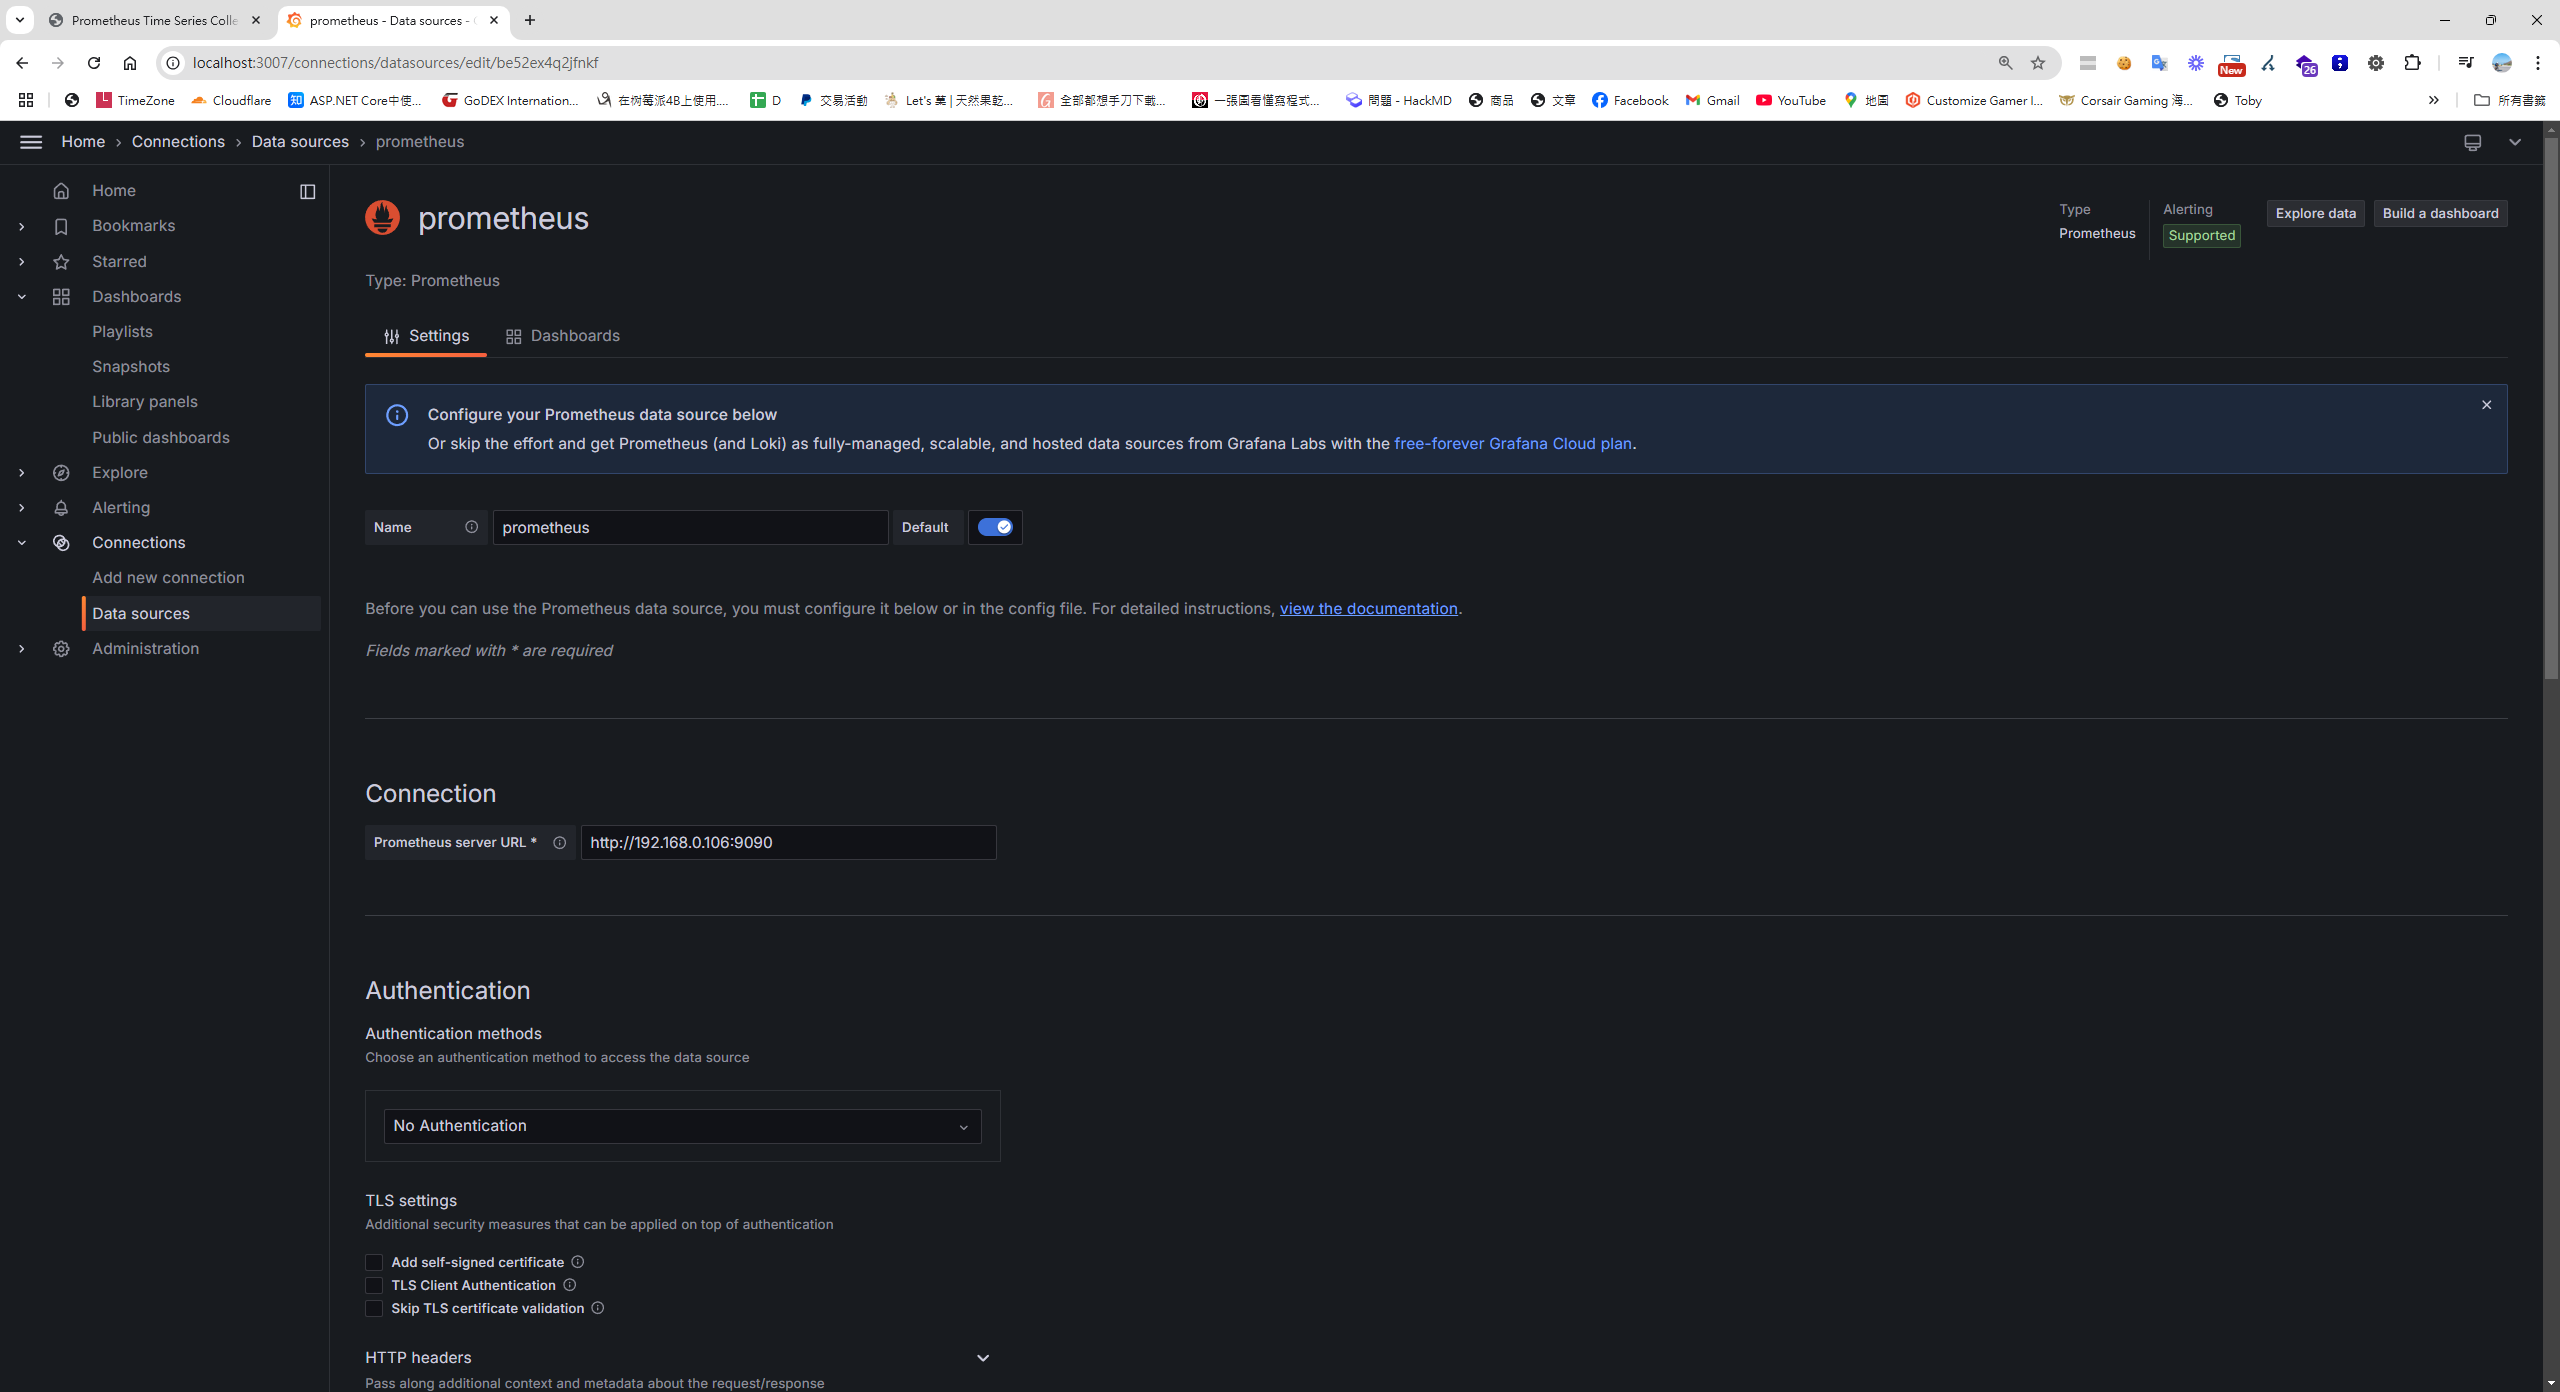 Prometheus Time Series Colle
prometheus - Data sources -
localhost:3007/connections/datasources/edit/be52ex4q2jfnkf
New
26
TimeZone
Cloudflare
知 ASP.NET Core中使...
GoDEX Internation...
在树莓派4B上使用....
D
交易活動
Let's 菓 | 天然果乾...
全部都想手刀下載...
一張圖看懂寫程式...
問題 - HackMD
商品
文章
Facebook
Gmail
YouTube
地圖
Customize Gamer I...
Corsair Gaming 海...
Toby
所有書籤
Home › Connections › Data sources › prometheus
Home
Bookmarks
Starred
Dashboards
Playlists
Snapshots
Library panels
Public dashboards
Explore
Alerting
Connections
Add new connection
Data sources
Administration
prometheus
Type
Prometheus
Alerting
Supported
Explore data
Build a dashboard
Type: Prometheus
Settings
Dashboards
Configure your Prometheus data source below
Or skip the effort and get Prometheus (and Loki) as fully-managed, scalable, and hosted data sources from Grafana Labs with the free-forever Grafana Cloud plan.
Name
prometheus
Default
Before you can use the Prometheus data source, you must configure it below or in the config file. For detailed instructions, view the documentation.
Fields marked with * are required
Connection
Prometheus server URL *
http://192.168.0.106:9090
Authentication
Authentication methods
Choose an authentication method to access the data source
No Authentication
TLS settings
Additional security measures that can be applied on top of authentication
Add self-signed certificate
TLS Client Authentication
Skip TLS certificate validation
HTTP headers
Pass along additional context and metadata about the request/response